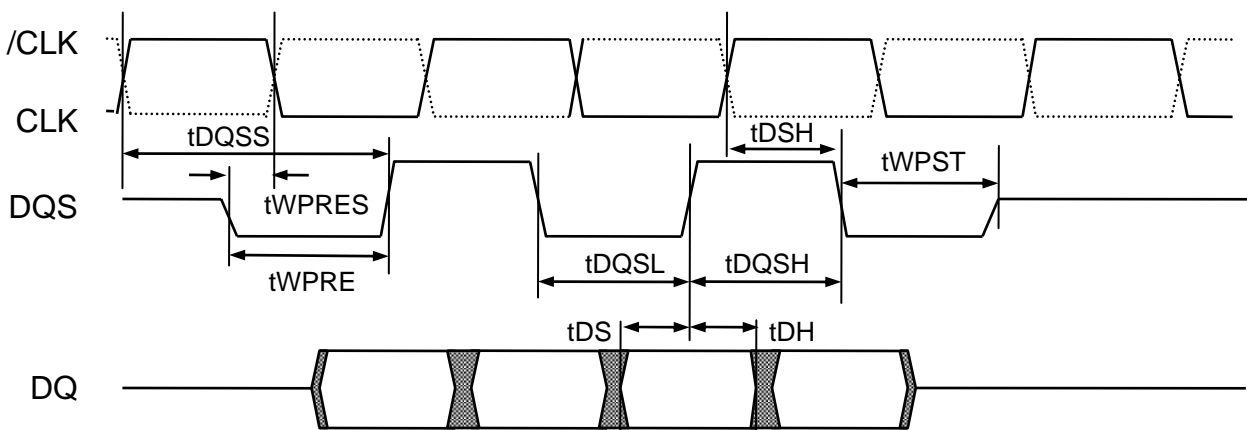 /CLK
CLK
tDQSS
tDSH
tWPST
DQS
tWPRES
tWPRE
tDQSL
tDQSH
tDS
tDH
DQ